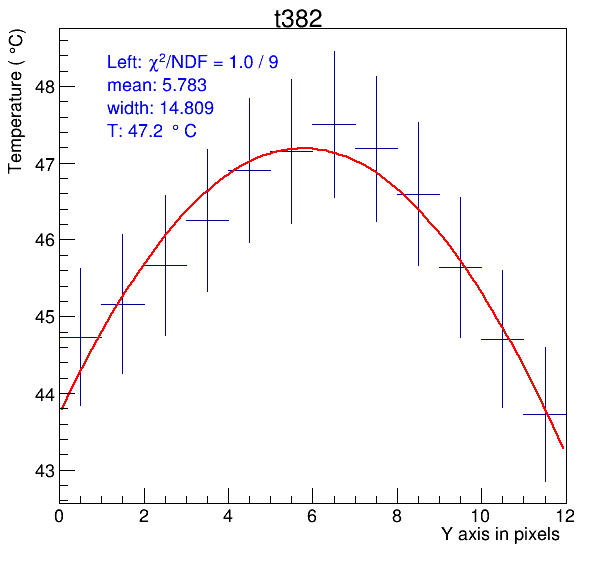 t382
Temperature ( °C)
Left: χ²/NDF = 1.0 / 9
mean: 5.783
width: 14.809
T: 47.2 ° C
48
47
46
45
44
43
0 2 4 6 8 10 12
Y axis in pixels